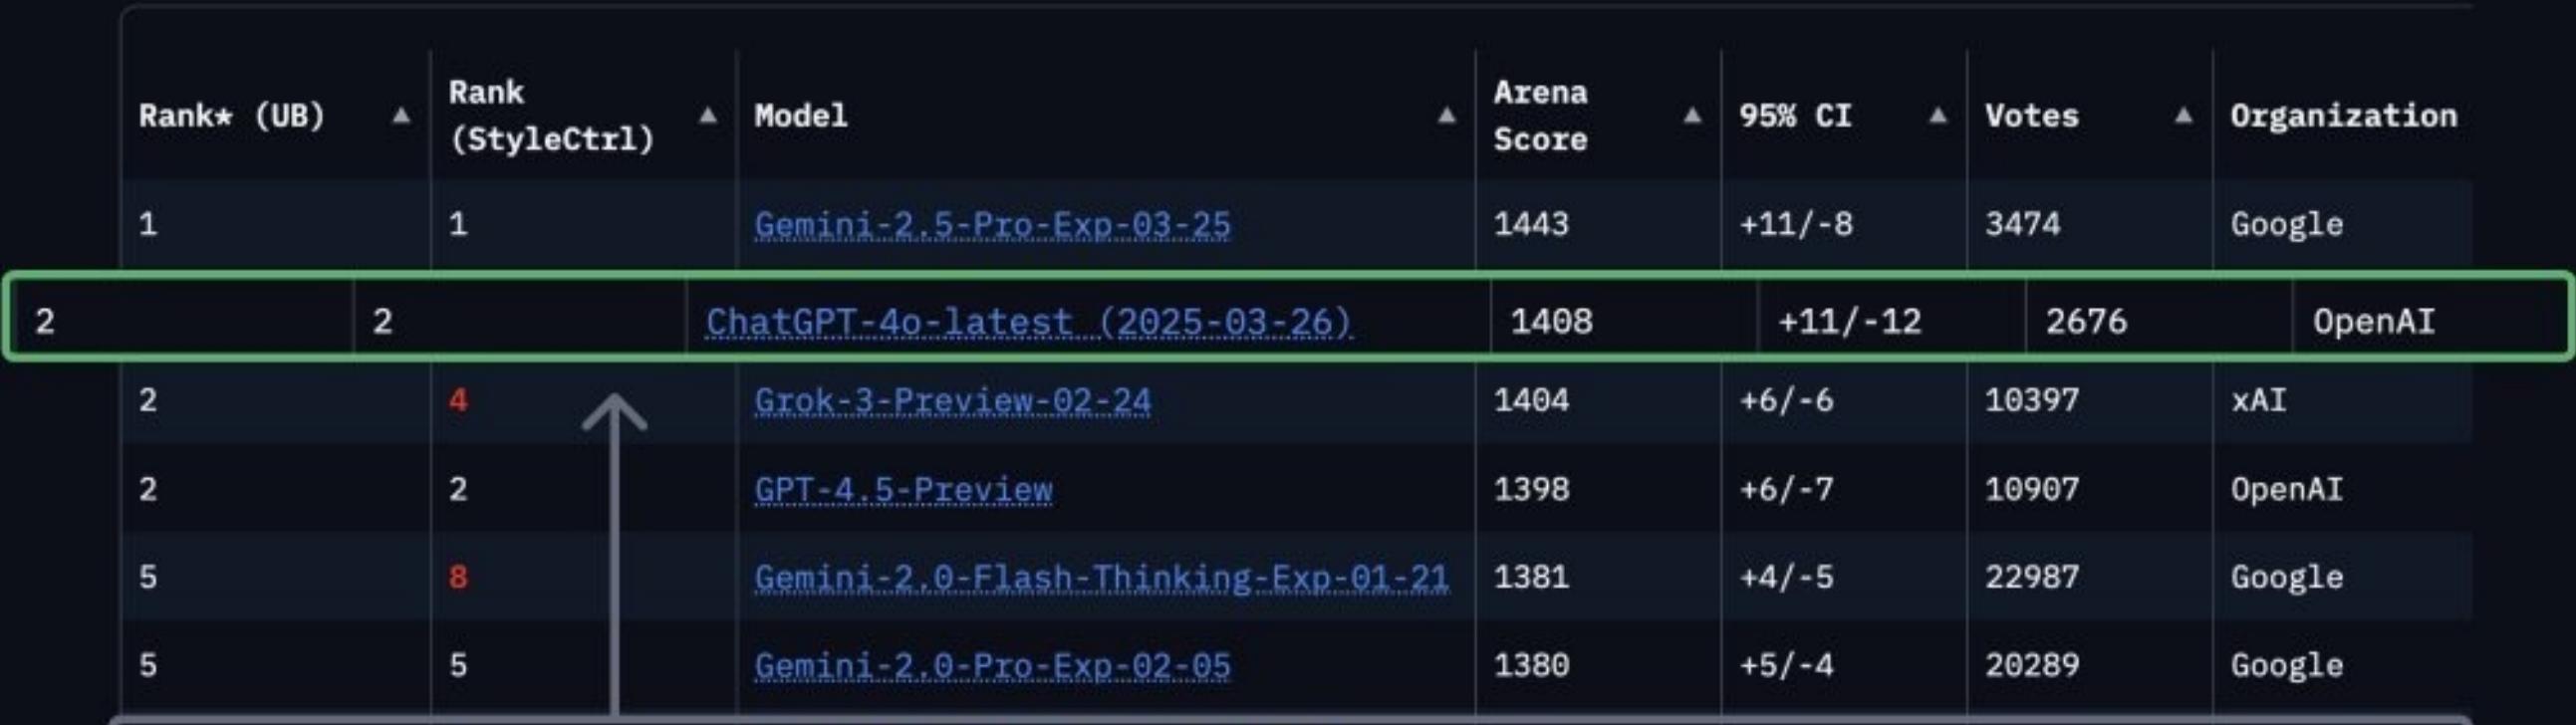 Rank* (UB) ▲ Rank (StyleCtrl) ▲ Model ▲ Arena Score ▲ 95% CI ▲ Votes ▲ Organization
1 1 Gemini-2.5-Pro-Exp-03-25 1443 +11/-8 3474 Google
2 2 ChatGPT-4o-latest (2025-03-26) 1408 +11/-12 2676 OpenAI
2 4 Grok-3-Preview-02-24 1404 +6/-6 10397 xAI
2 2 GPT-4.5-Preview 1398 +6/-7 10907 OpenAI
5 8 Gemini-2.0-Flash-Thinking-Exp-01-21 1381 +4/-5 22987 Google
5 5 Gemini-2.0-Pro-Exp-02-05 1380 +5/-4 20289 Google